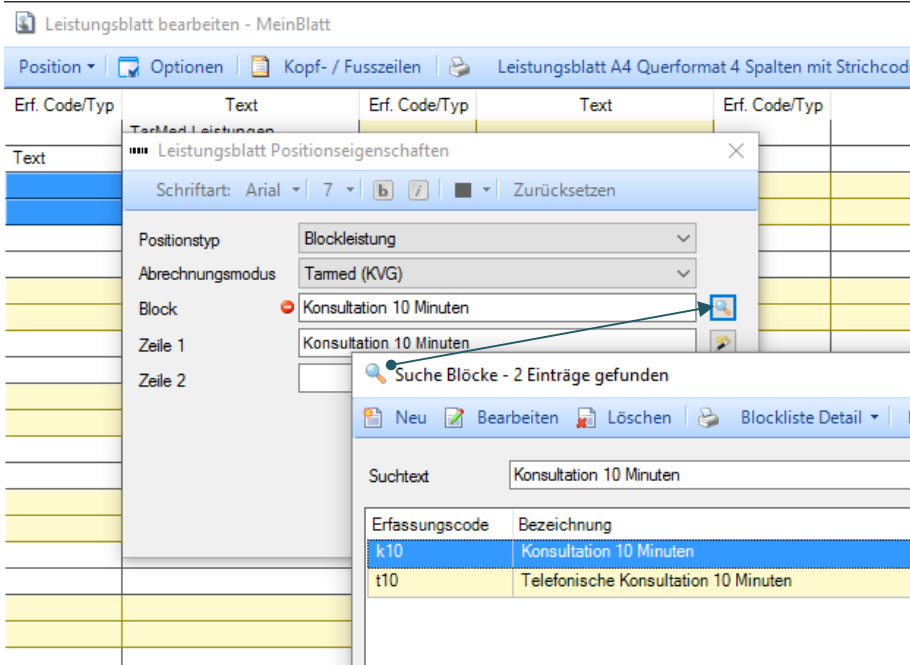 Leistungsblatt bearbeiten - MeinBlatt
Position Optionen Kopf- / Fusszeilen Leistungsblatt A4 Querformat 4 Spalten mit Strichcod
Erf. Code/Typ Text Erf. Code/Typ Text Erf. Code/Typ
TarMed Leistungen
Text
Leistungsblatt Positionseigenschaften
Schriftart: Arial 7 b i Zurücksetzen
Positionstyp Blockleistung
Abrechnungsmodus Tarmed (KVG)
Block Konsultation 10 Minuten
Zeile 1 Konsultation 10 Minuten
Zeile 2
Suche Blöcke - 2 Einträge gefunden
Neu Bearbeiten Löschen Blockliste Detail
Suchtext Konsultation 10 Minuten
Erfassungscode Bezeichnung
k10 Konsultation 10 Minuten
t10 Telefonische Konsultation 10 Minuten